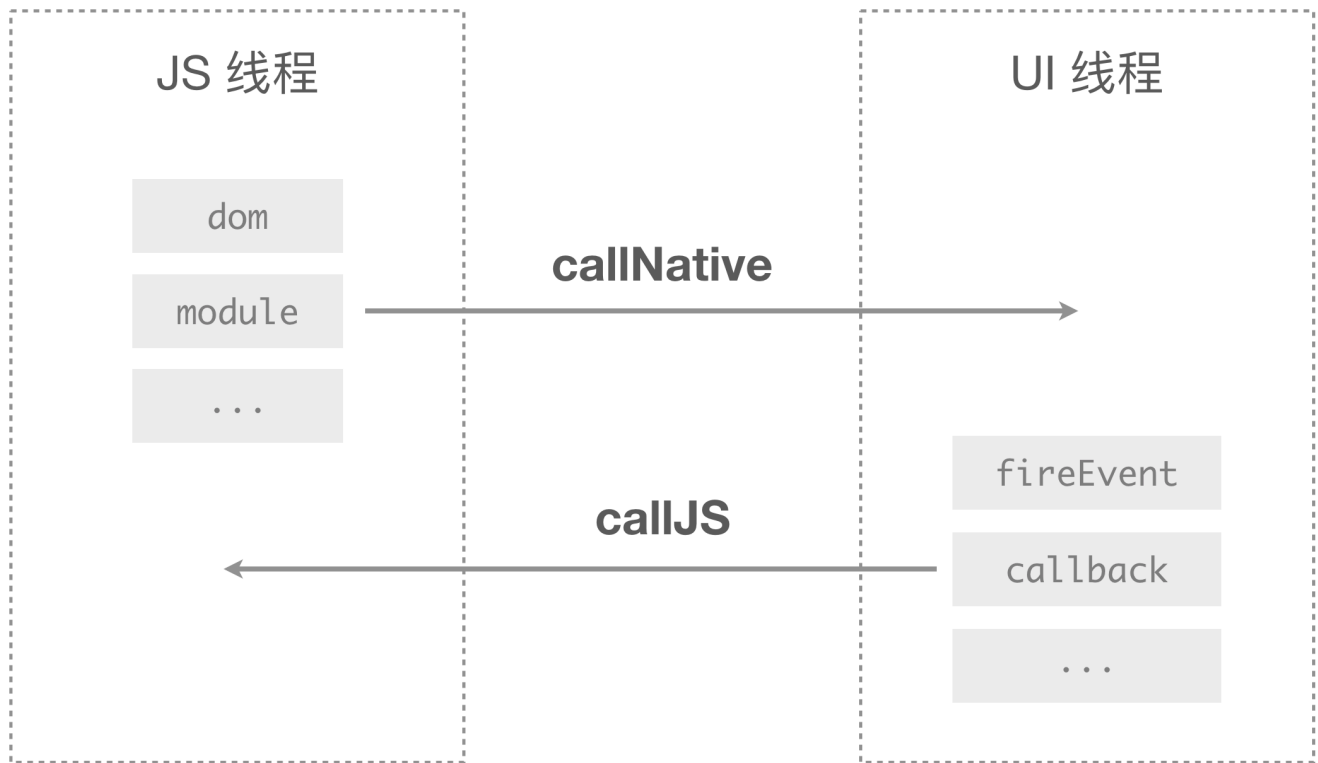 JS 线程
dom
module
...
callNative
callJS
UI 线程
fireEvent
callback
...